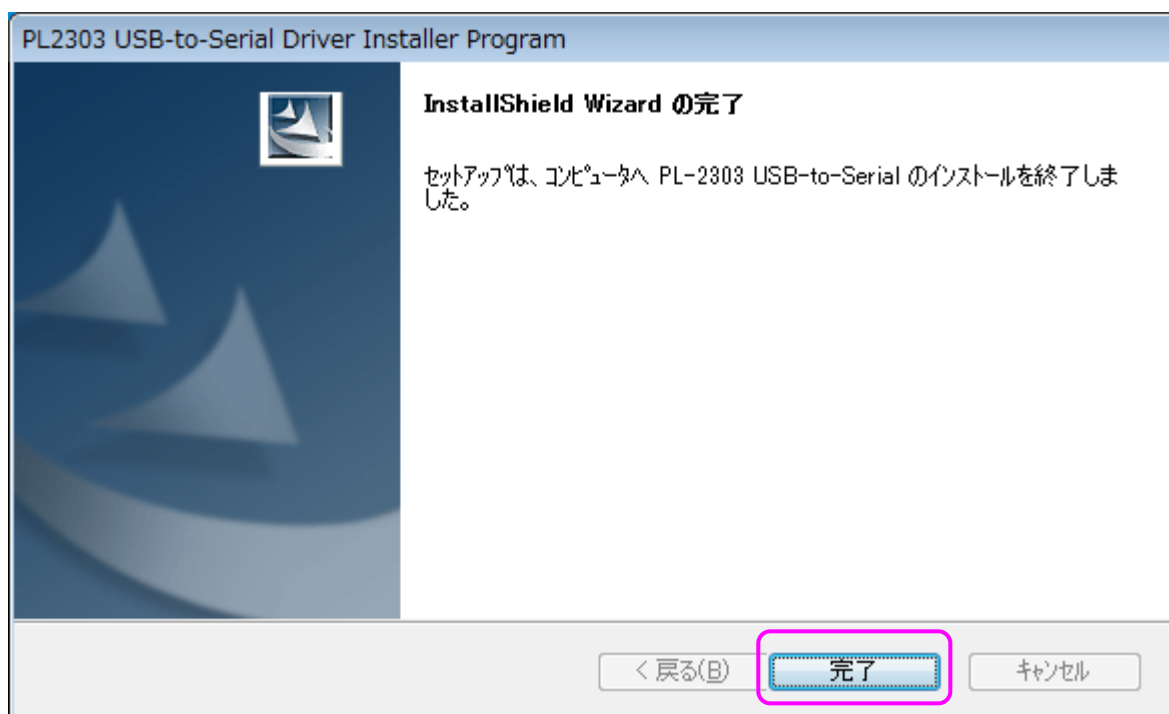 PL2303 USB-to-Serial Driver Installer Program
InstallShield Wizard の完了
セットアップは、コンピュータへ PL-2303 USB-to-Serial のインストールを終了しま
した。
< 戻る(B)
完了
キャンセル